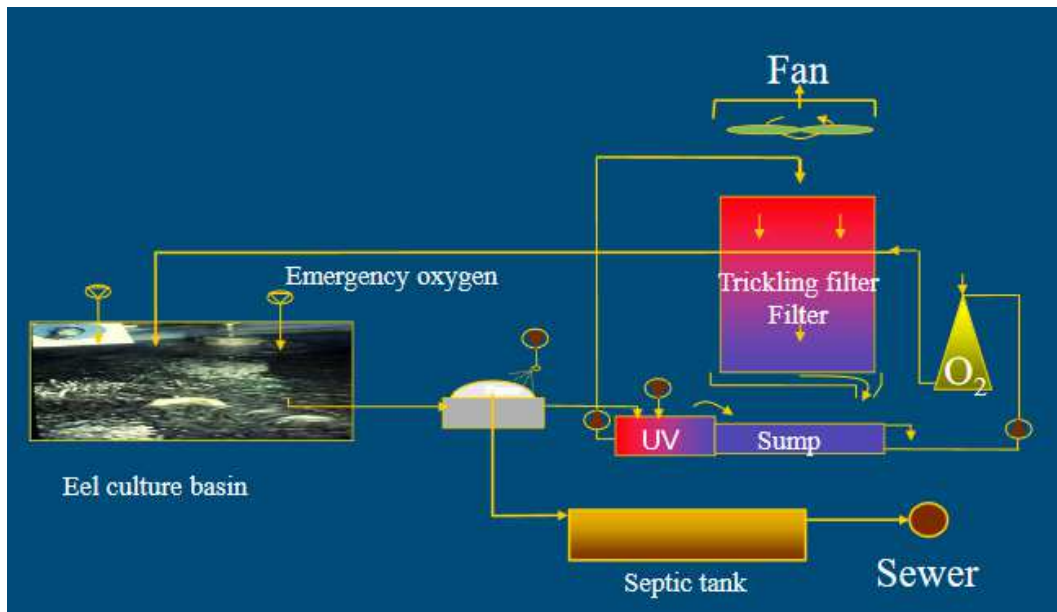 Fan
Emergency oxygen
Trickling filter
Filter
O2
UV
Sump
Eel culture basin
Septic tank
Sewer